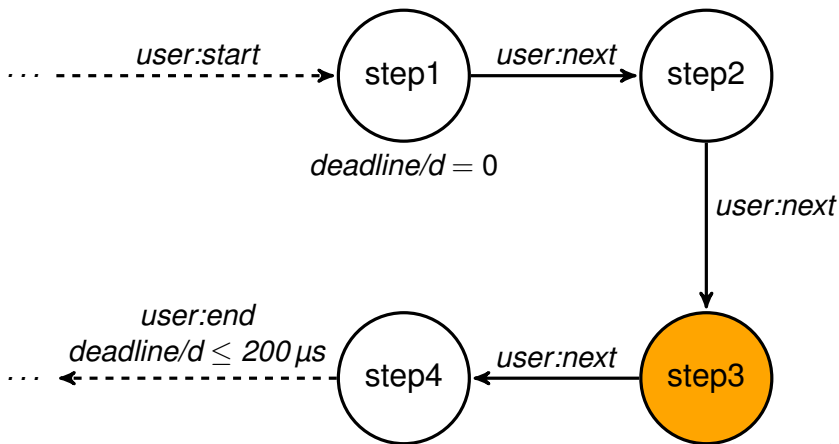 user:start
... step1
user:next
step2
deadline/d = 0
user:next
user:end
deadline/d ≤ 200 μs
... step4
user:next
step3